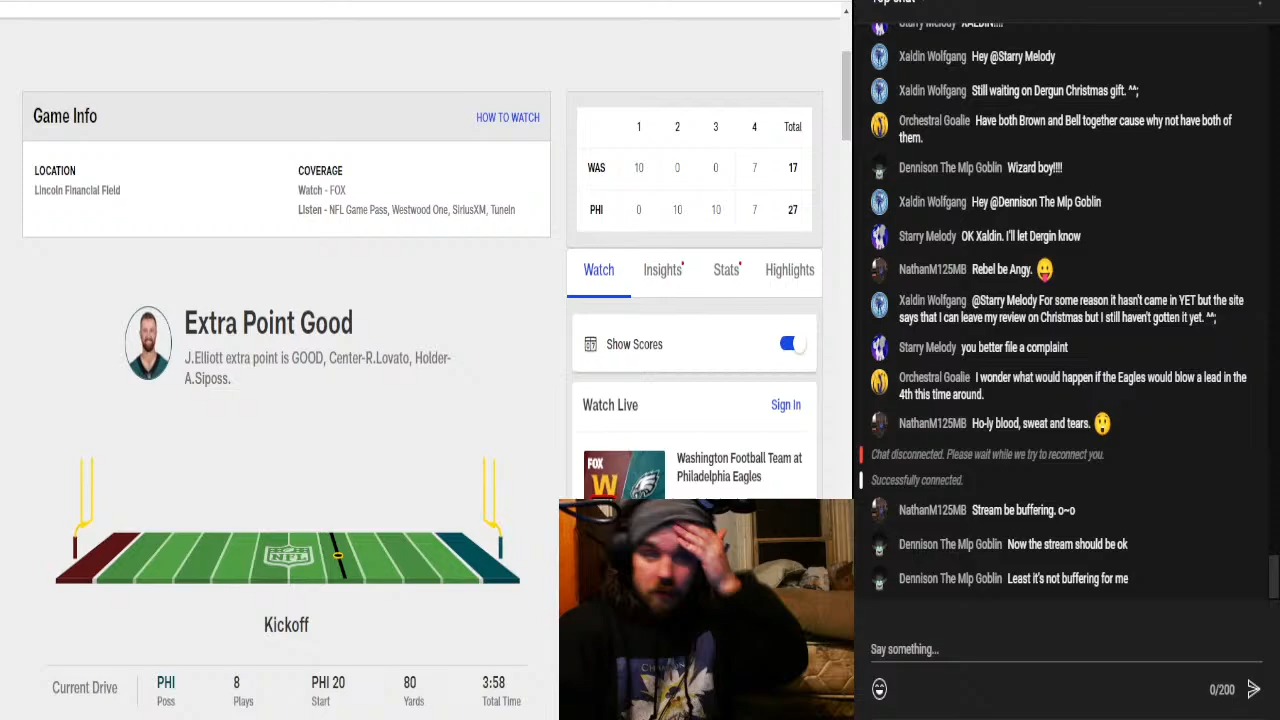 Game Info
HOW TO WATCH
LOCATION
Lincoln Financial Field
COVERAGE
Watch - FOX
Listen - NFL Game Pass, Westwood One, SiriusXM, TuneIn
1 2 3 4 Total
WAS 10 0 0 7 17
PHI 0 10 10 7 27
Watch Insights Stats Highlights
Show Scores
Watch Live
Sign In
FOX
W
Washington Football Team at
Philadelphia Eagles
Extra Point Good
J.Elliott extra point is GOOD, Center-R.Lovato, Holder-
A.Siposs.
NFL
Kickoff
Current Drive
PHI 8 PHI 20 80 3:58
Poss Plays Start Yards Total Time
Xaldin Wolfgang Hey @Starry Melody
Xaldin Wolfgang Still waiting on Dergun Christmas gift. ^^;
Orchestral Goalie Have both Brown and Bell together cause why not have both of
them.
Dennison The Mlp Goblin Wizard boy!!!!
Xaldin Wolfgang Hey @Dennison The Mlp Goblin
Starry Melody OK Xaldin. I'll let Dergin know
NathanM125MB Rebel be Angy. 😛
Xaldin Wolfgang @Starry Melody For some reason it hasn't came in YET but the site
says that I can leave my review on Christmas but I still haven't gotten it yet. ^^;
Starry Melody you better file a complaint
Orchestral Goalie I wonder what would happen if the Eagles would blow a lead in the
4th this time around.
NathanM125MB Ho-ly blood, sweat and tears. 😲
Chat disconnected. Please wait while we try to reconnect you.
Successfully connected.
NathanM125MB Stream be buffering. o~o
Dennison The Mlp Goblin Now the stream should be ok
Dennison The Mlp Goblin Least it's not buffering for me
Say something...
0/200